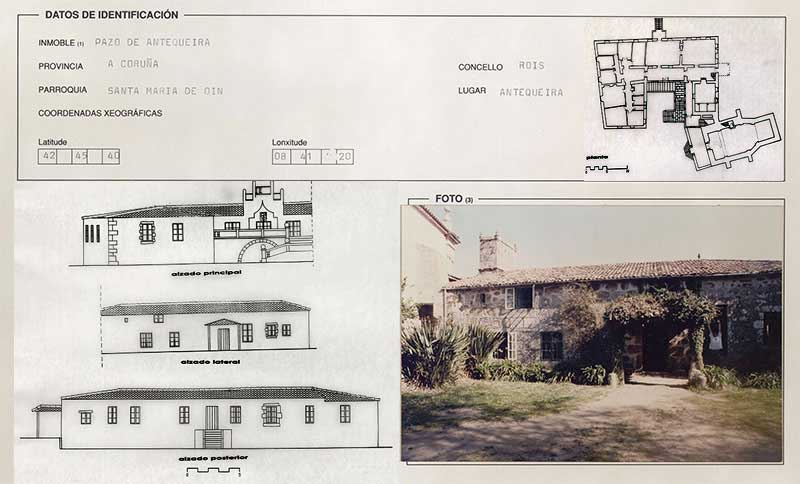 DATOS DE IDENTIFICACIÓN
INMOBLE (1) PAZO DE ANTEQUEIRA
PROVINCIA A CORUÑA
PARROQUIA SANTA MARIA DE OIN
COORDENADAS XEOGRÁFICAS
CONCELLO ROIS
LUGAR ANTEQUEIRA
Latitude
42 45 40
Lonxitude
08 41 20
planta
alzado principal
alzado lateral
alzado posterior
FOTO (3)